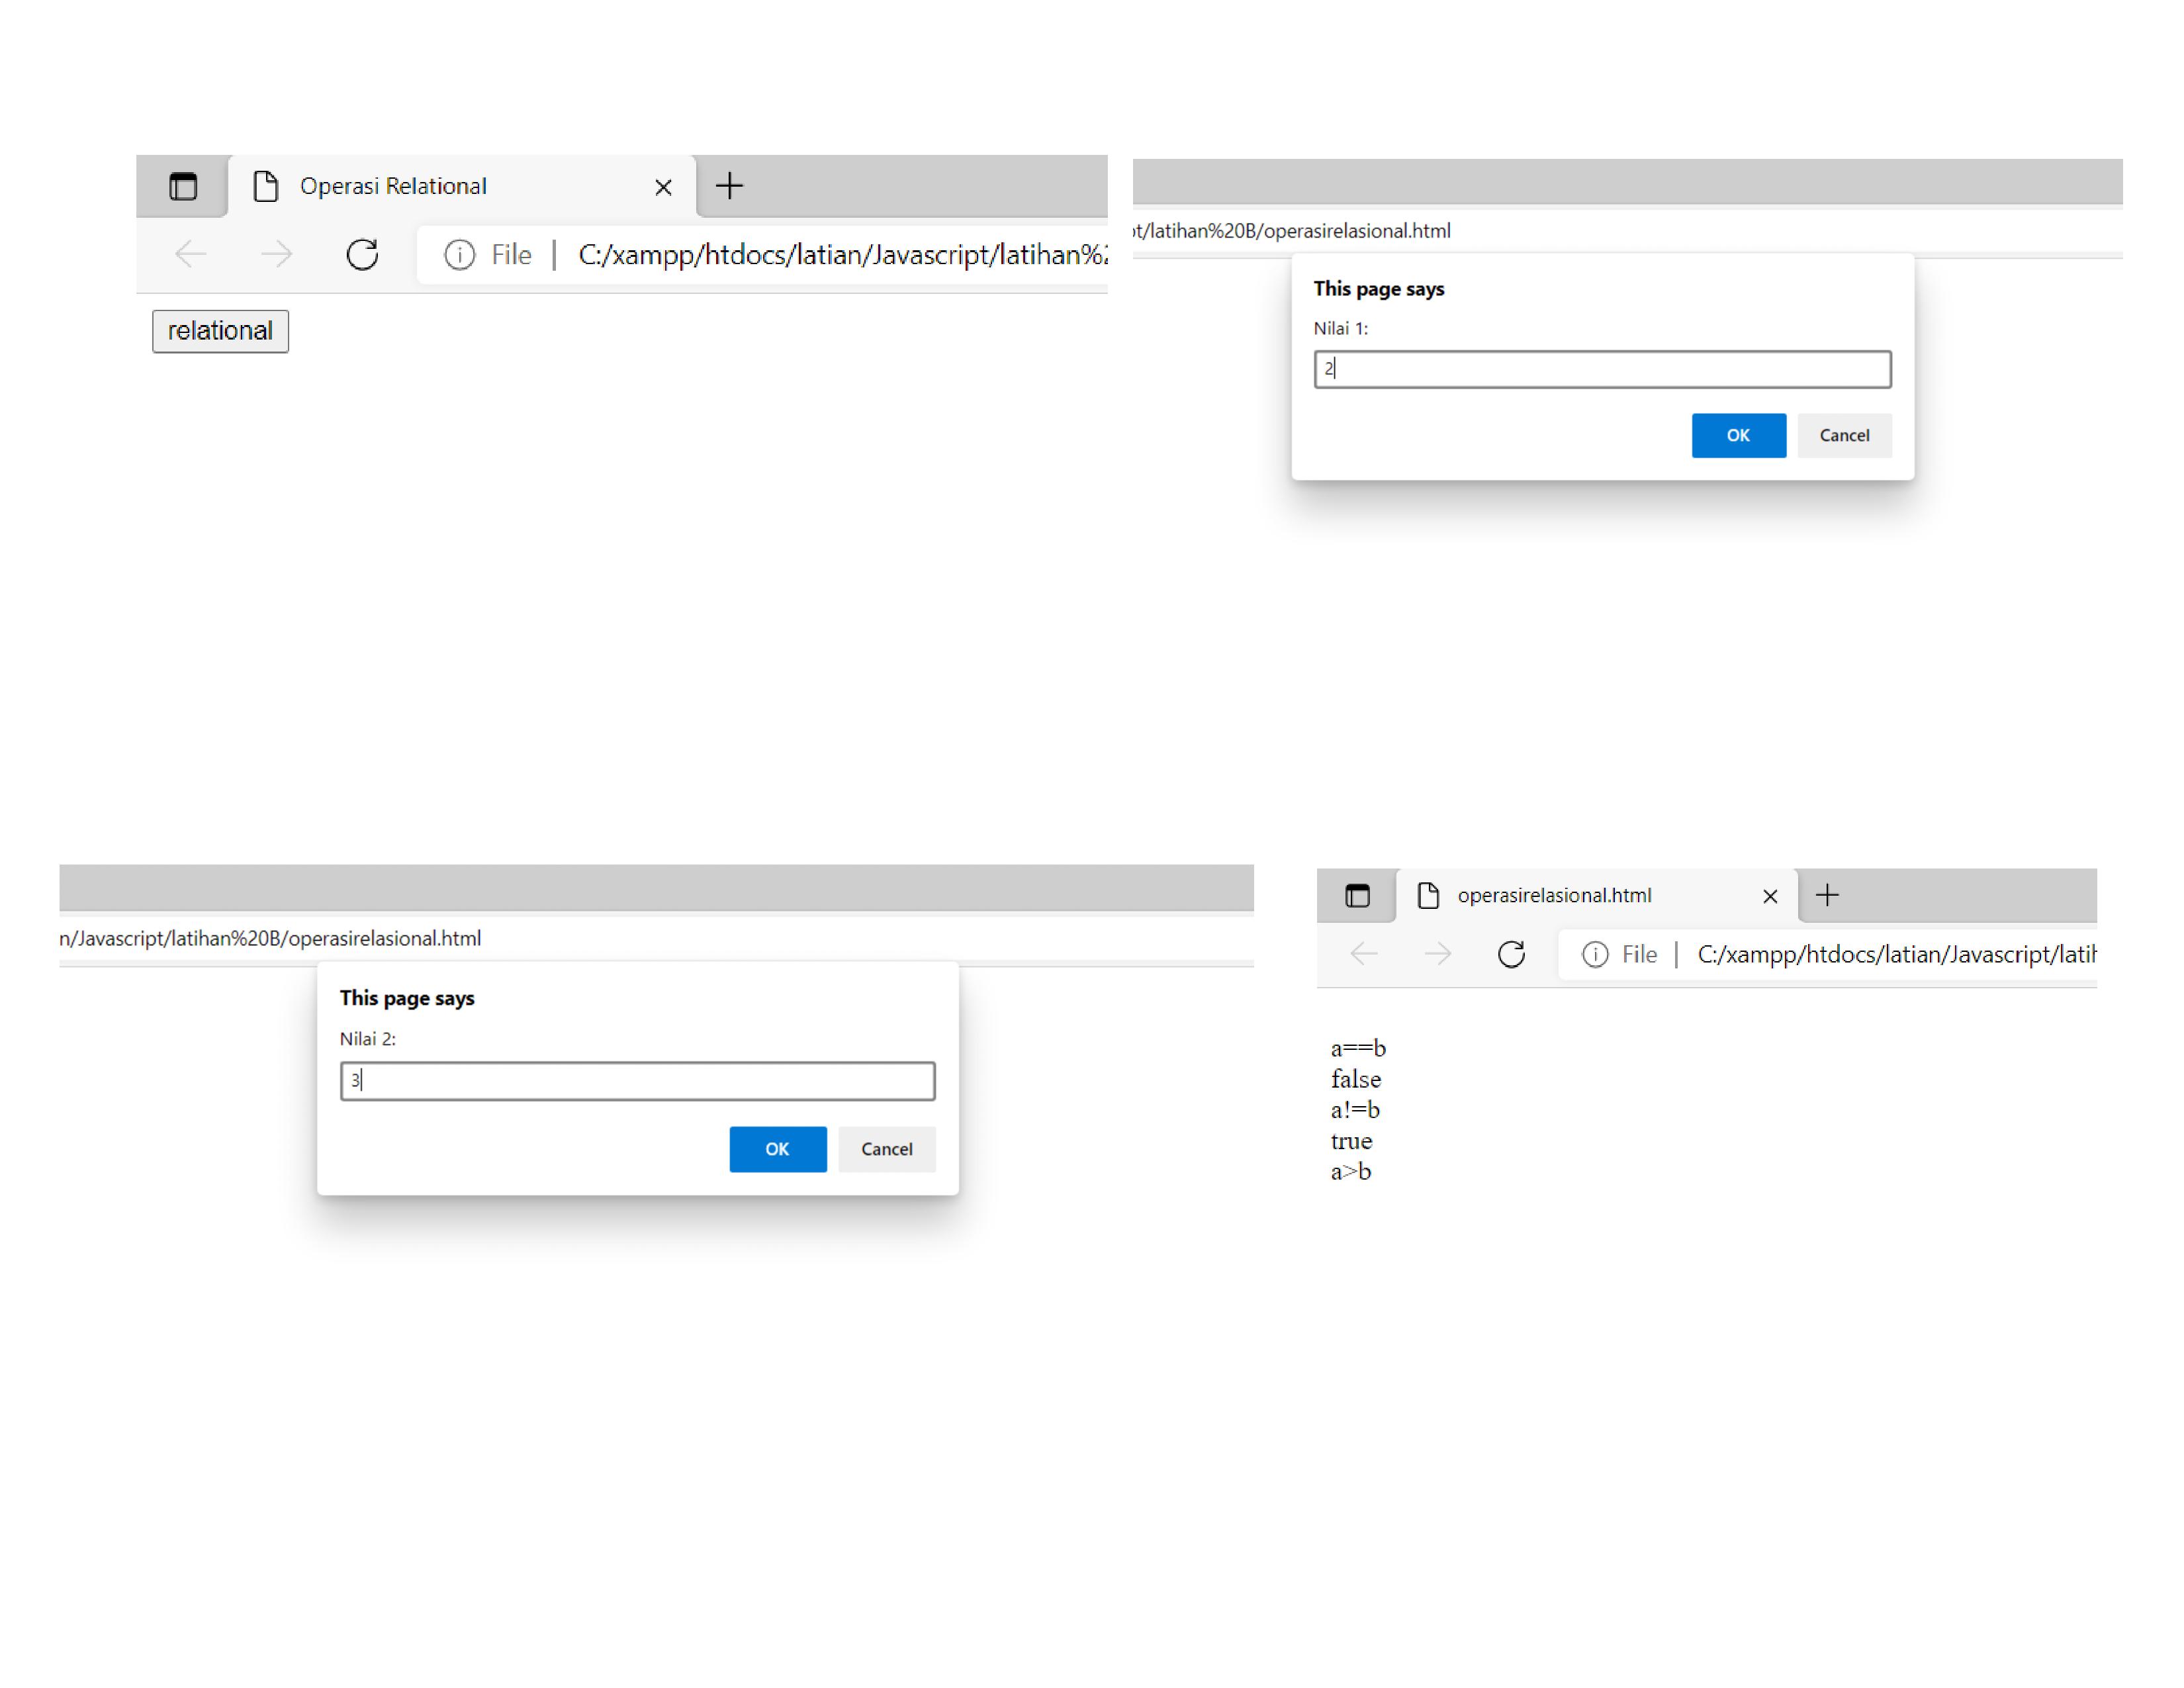 Operasi Relational
File | C:/xampp/htdocs/latian/Javascript/latihan%2
relational
t/latihan%20B/operasirelasional.html
This page says
Nilai 1:
2
OK Cancel
n/Javascript/latihan%20B/operasirelasional.html
This page says
Nilai 2:
3
OK Cancel
operasirelasional.html
File | C:/xampp/htdocs/latian/Javascript/latih
a==b
false
a!=b
true
a>b